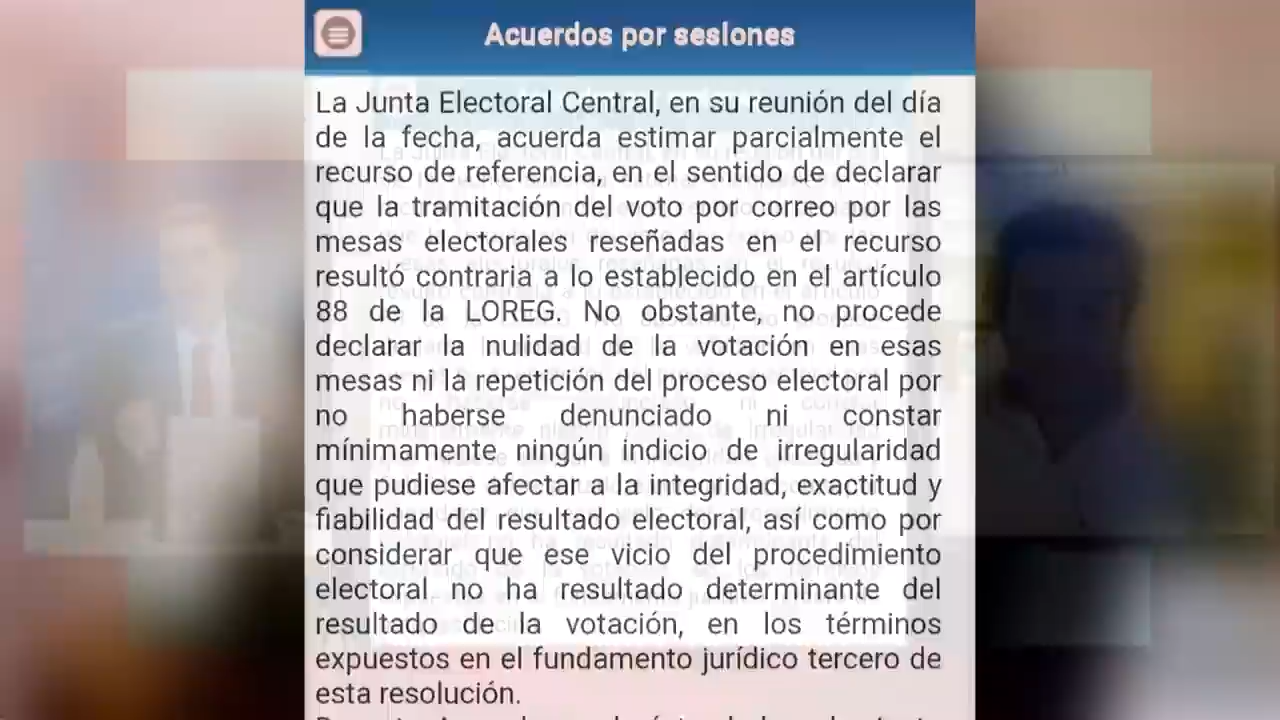 Acuerdos por sesiones
La Junta Electoral Central, en su reunión del día
de la fecha, acuerda estimar parcialmente el
recurso de referencia, en el sentido de declarar
que la tramitación del voto por correo por las
mesas electorales reseñadas en el recurso
resultó contraria a lo establecido en el artículo
88 de la LOREG. No obstante, no procede
declarar la nulidad de la votación en esas
mesas ni la repetición del proceso electoral por
no haberse denunciado ni constar
mínimamente ningún indicio de irregularidad
que pudiese afectar a la integridad, exactitud y
fiabilidad del resultado electoral, así como por
considerar que ese vicio del procedimiento
electoral no ha resultado determinante del
resultado de la votación, en los términos
expuestos en el fundamento jurídico tercero de
esta resolución.